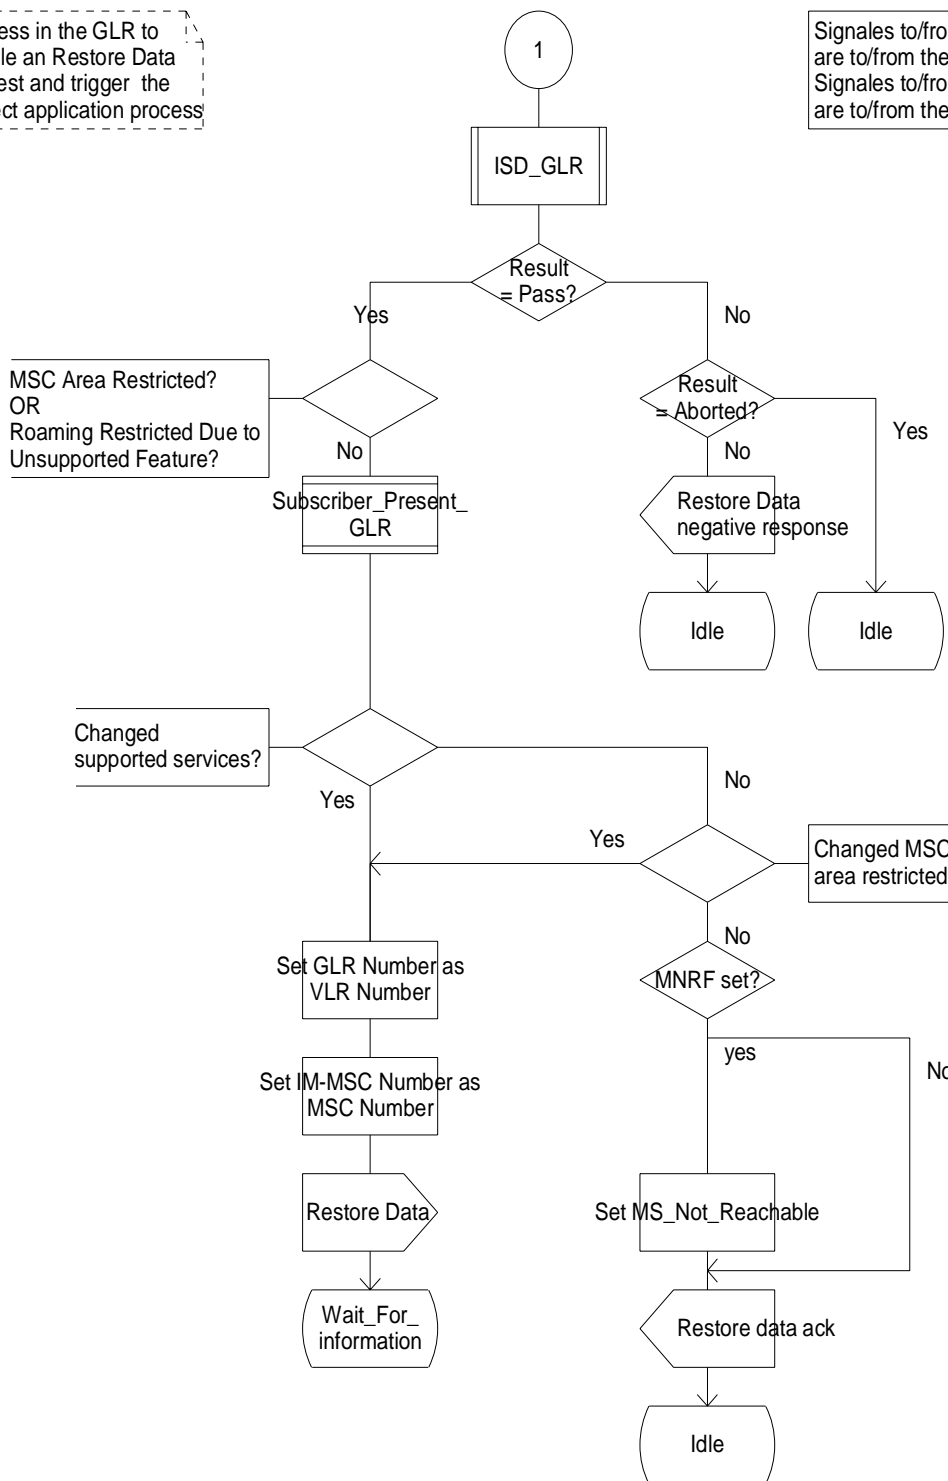 ess in the GLR to
le an Restore Data
est and trigger the
ect application process
1
Signales to/fro
are to/from the
Signales to/fro
are to/from the
ISD_GLR
Result
= Pass?
Yes
No
MSC Area Restricted?
OR
Roaming Restricted Due to
Unsupported Feature?
Result
= Aborted?
Yes
No
No
Subscriber_Present_
GLR
Restore Data
negative response
Idle
Idle
Changed
supported services?
Yes
No
Yes
Changed MSC
area restricted
No
Set GLR Number as
VLR Number
MNRF set?
yes
No
Set IM-MSC Number as
MSC Number
Restore Data
Set MS_Not_Reachable
Wait_For_
information
Restore data ack
Idle